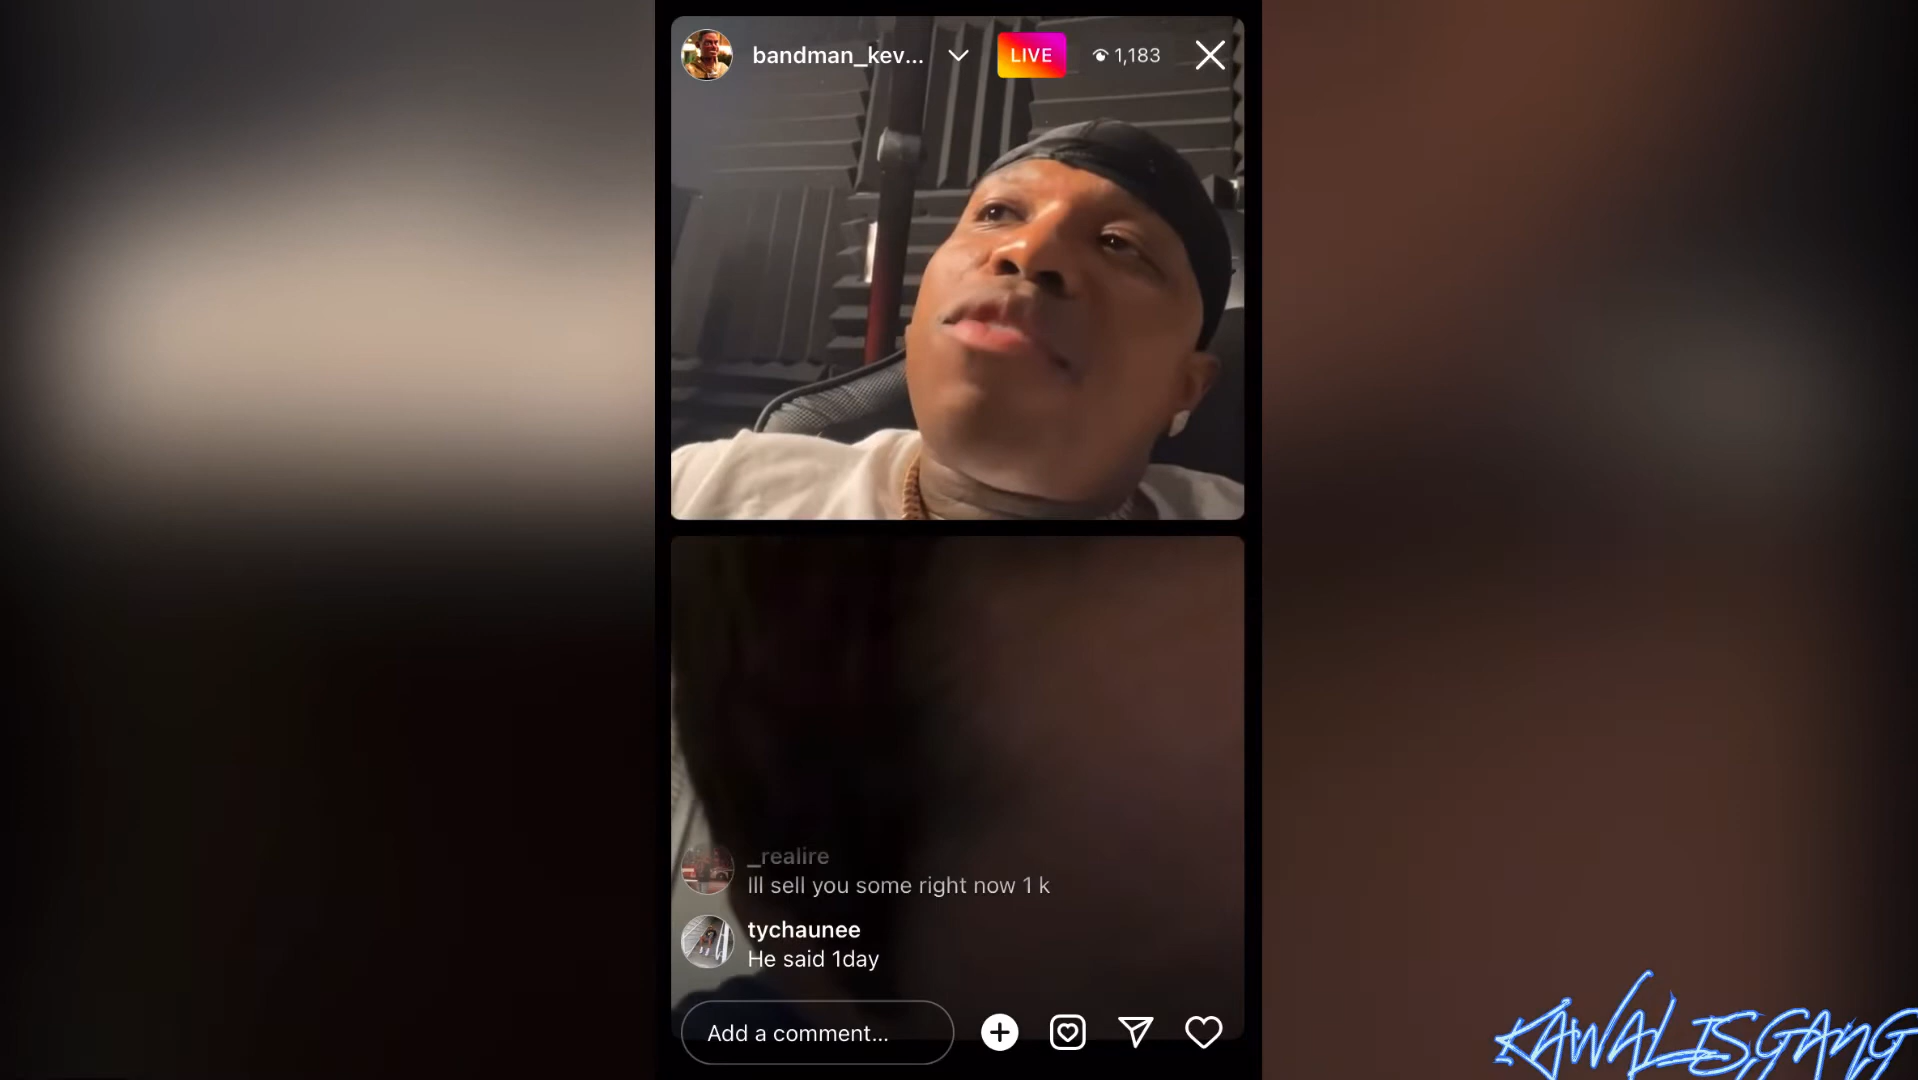 bandman_kev...
LIVE
1,183
_realire
Ill sell you some right now 1 k
tychaunee
He said 1day
Add a comment...
KAWALISGANG